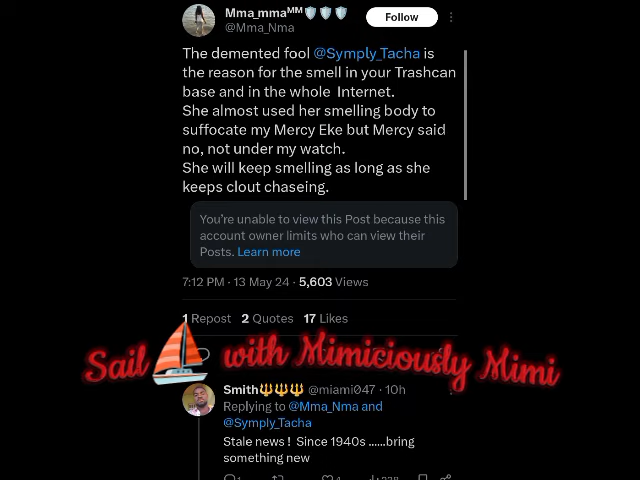 Mma_mmaᴹᴹ🛡️🛡️🛡️
Follow
@Mma_Nma
The demented fool @Symply_Tacha is
the reason for the smell in your Trashcan
base and in the whole Internet.
She almost used her smelling body to
suffocate my Mercy Eke but Mercy said
no, not under my watch.
She will keep smelling as long as she
keeps clout chaseing.
You're unable to view this Post because this
account owner limits who can view their
Posts. Learn more
7:12 PM · 13 May 24 · 5,603 Views
1 Repost 2 Quotes 17 Likes
Sail ⛵ with Mimiciously Mimi
Smith🔱🔱🔱 @miami047 · 10h
Replying to @Mma_Nma and
@Symply_Tacha
Stale news ! Since 1940s ......bring
something new